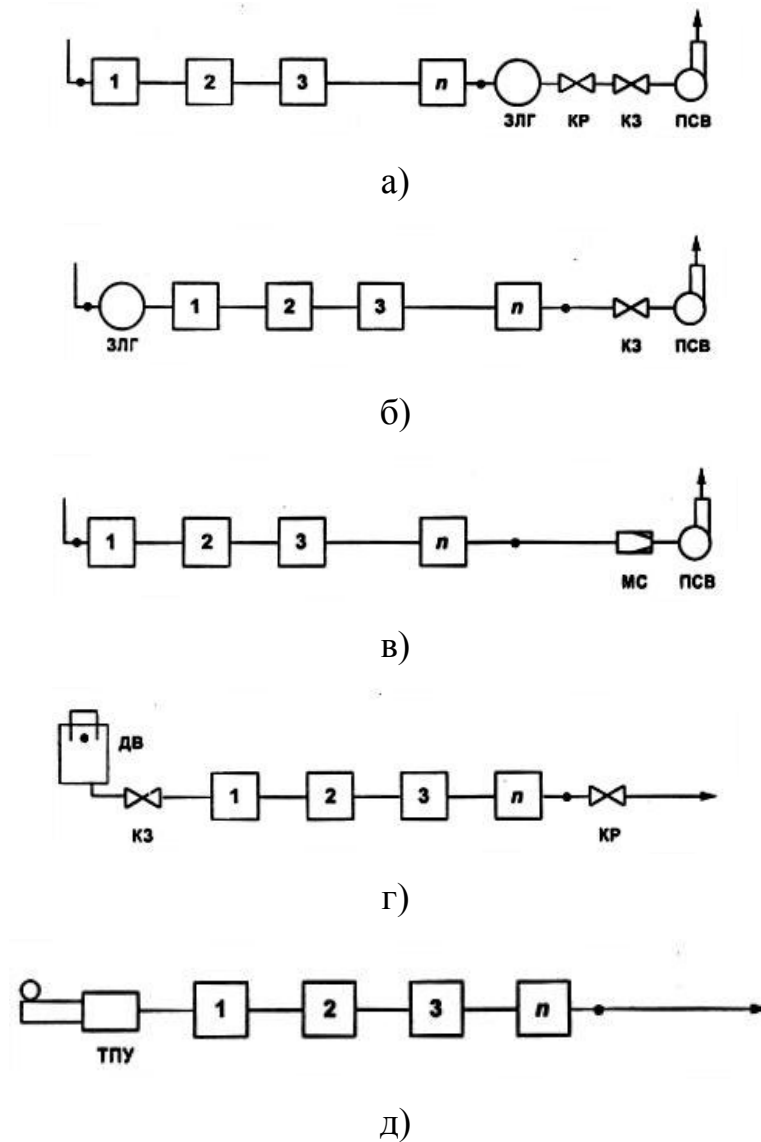 1 2 3 n
ЗЛГ КР КЗ ПСВ
а)
1 2 3 n
ЗЛГ КЗ ПСВ
б)
1 2 3 n
МС ПСВ
в)
ДВ
1 2 3 n
КЗ КР
г)
1 2 3 n
ТПУ
д)